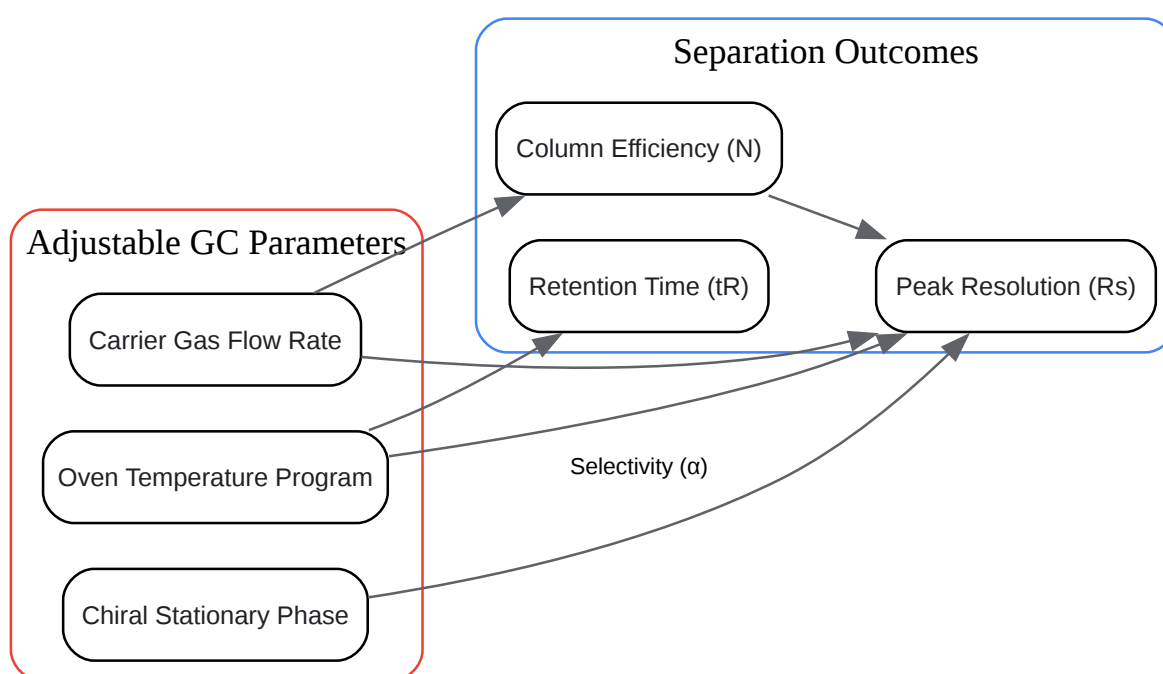 Separation Outcomes
Column Efficiency (N)
Retention Time (tR)
Peak Resolution (Rs)
Adjustable GC Parameters
Carrier Gas Flow Rate
Oven Temperature Program
Chiral Stationary Phase
Selectivity (α)